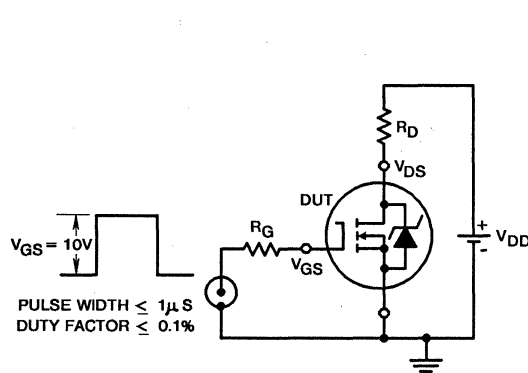 R_D
V_DS
DUT
R_G
V_GS = 10V
V_GS
+
V_DD
-
PULSE WIDTH ≤ 1μS
DUTY FACTOR ≤ 0.1%